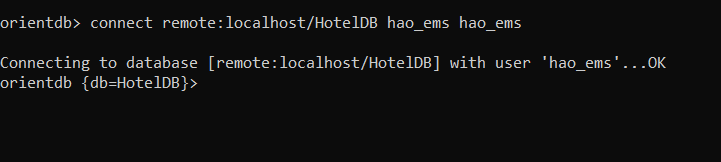 orientdb> connect remote:localhost/HotelDB hao_ems hao_ems
Connecting to database [remote:localhost/HotelDB] with user 'hao_ems'...OK
orientdb {db=HotelDB}>